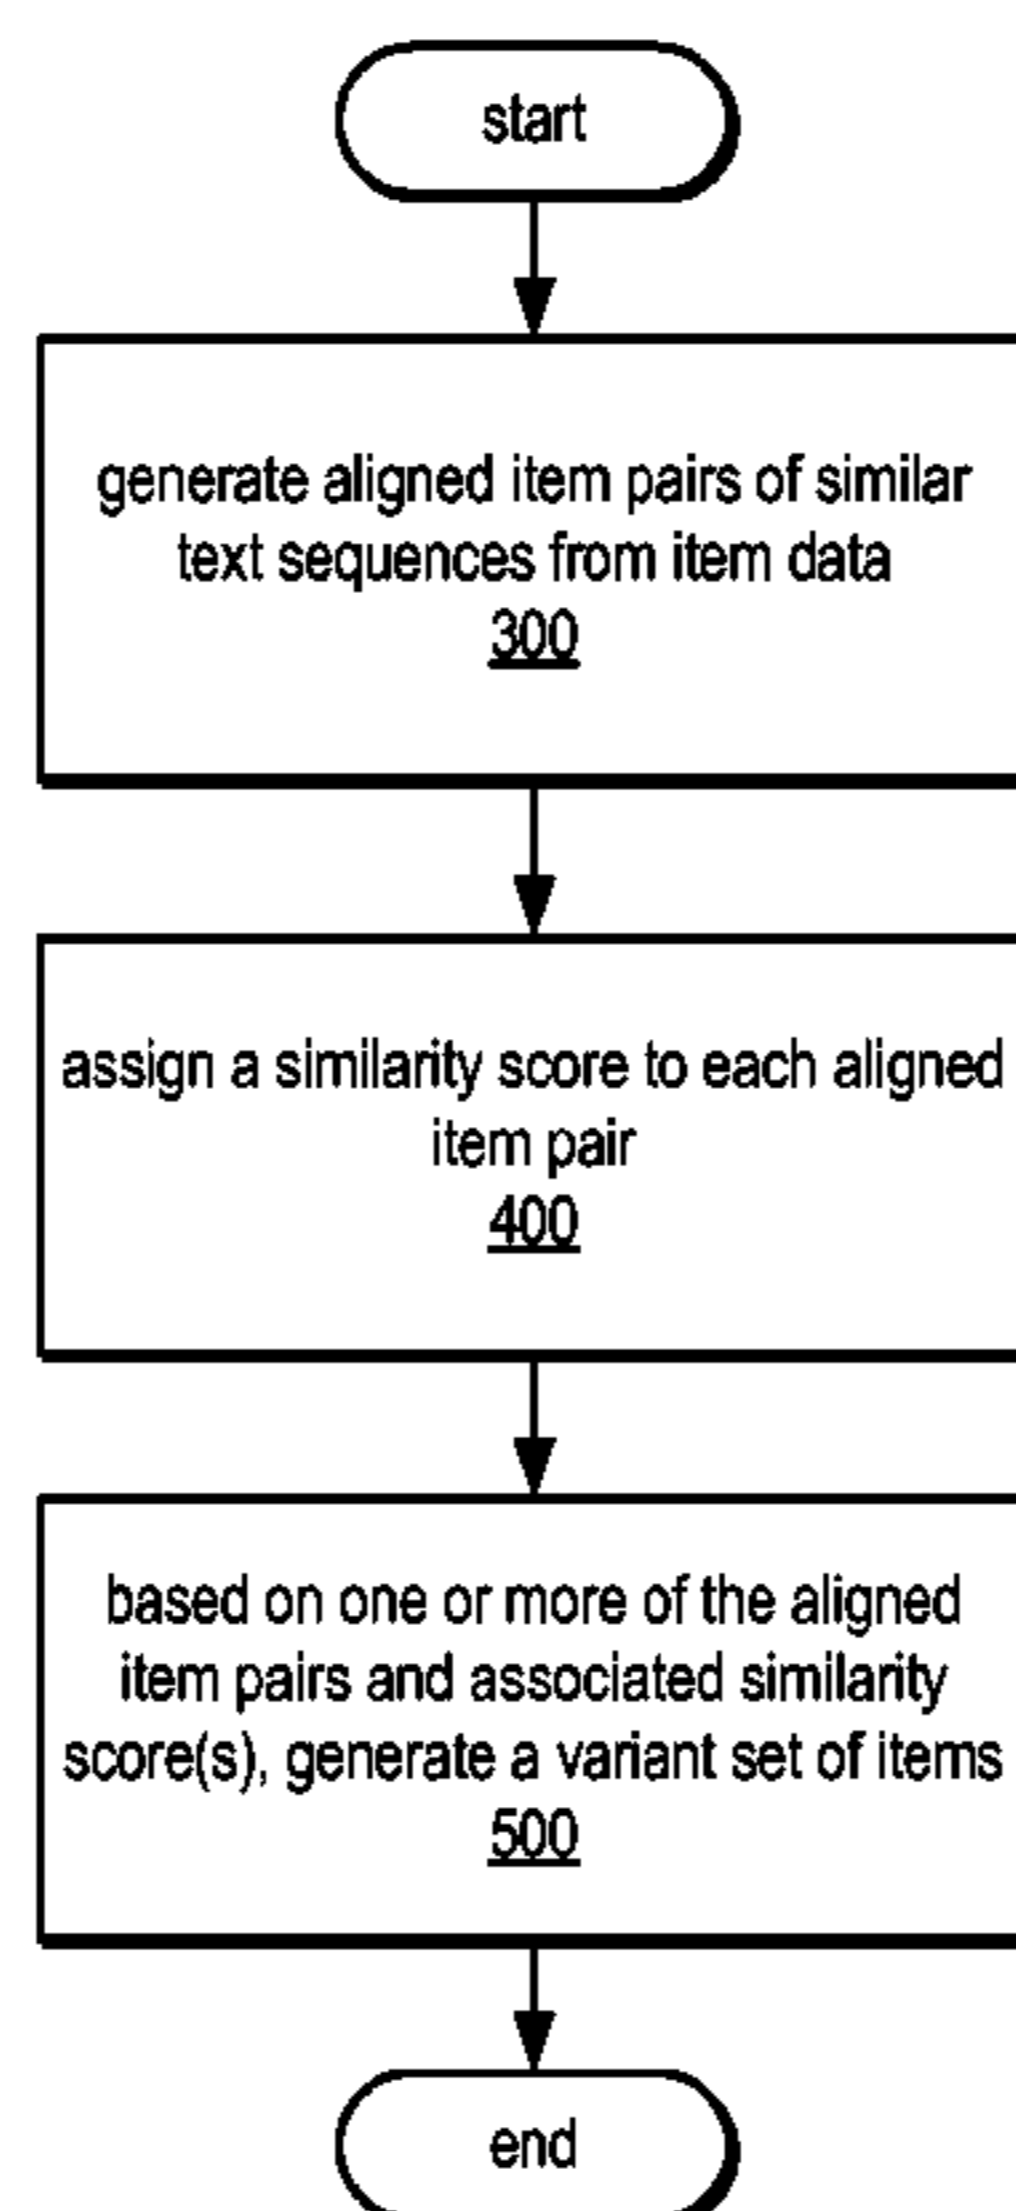 start
generate aligned item pairs of similar
text sequences from item data
300
assign a similarity score to each aligned
item pair
400
based on one or more of the aligned
item pairs and associated similarity
score(s), generate a variant set of items
500
end